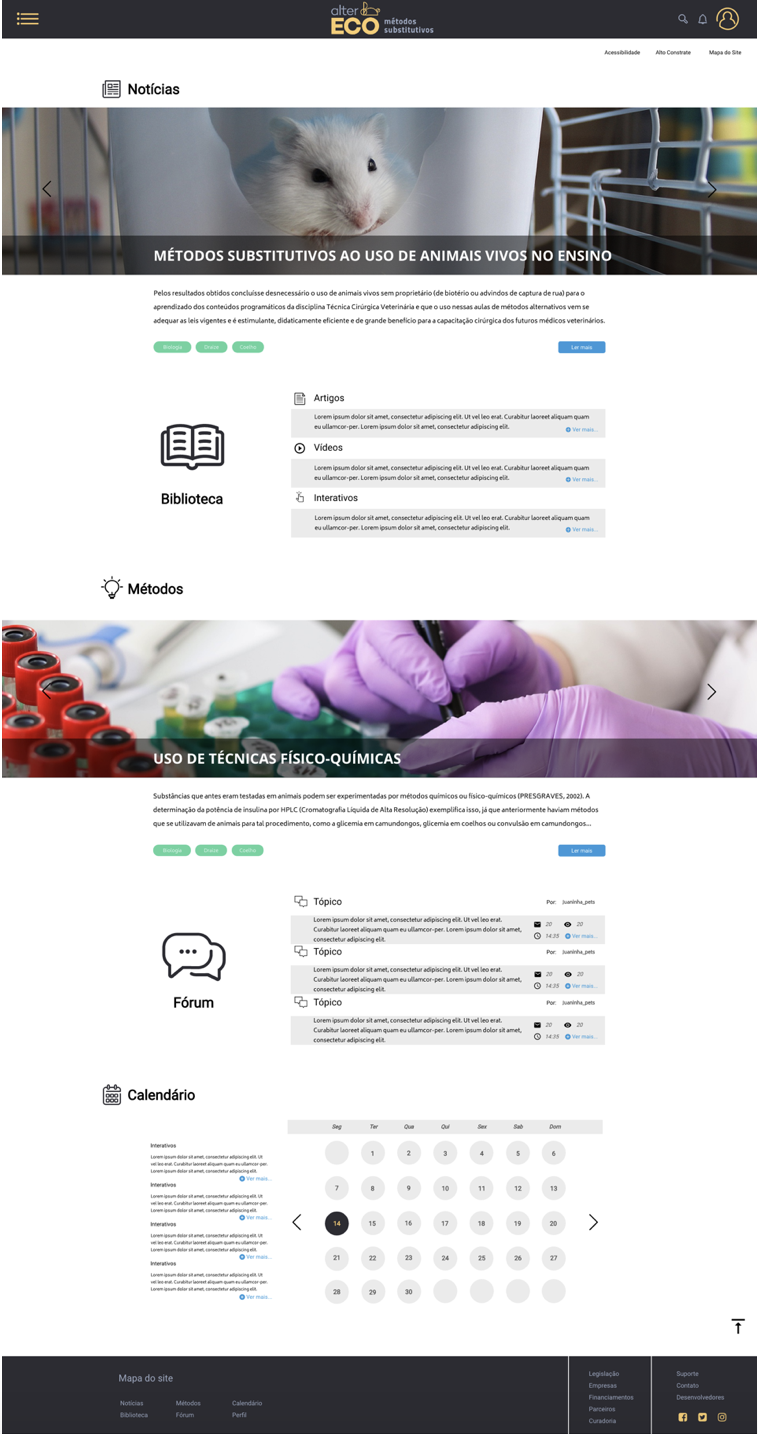 alter
ECO métodos
substitutivos
Acessibilidade Alto Constrate Mapa do Site
Notícias
MÉTODOS SUBSTITUTIVOS AO USO DE ANIMAIS VIVOS NO ENSINO
Pelos resultados obtidos concluísse desnecessário o uso de animais vivos sem proprietário (de biotério ou advindos de captura de rua) para o
aprendizado dos conteúdos programáticos da disciplina Técnica Cirúrgica Veterinária e que o uso nessas aulas de métodos alternativos vem se
adequar as leis vigentes e é estimulante, didaticamente eficiente e de grande benefício para a capacitação cirúrgica dos futuros médicos veterinários.
Biologia Draize Coelho Ler mais
Artigos
Lorem ipsum dolor sit amet, consectetur adipiscing elit. Ut vel leo erat. Curabitur laoreet aliquam quam
eu ullamcor-per. Lorem ipsum dolor sit amet, consectetur adipiscing elit.
Ver mais...
Vídeos
Lorem ipsum dolor sit amet, consectetur adipiscing elit. Ut vel leo erat. Curabitur laoreet aliquam quam
eu ullamcor-per. Lorem ipsum dolor sit amet, consectetur adipiscing elit.
Ver mais...
Biblioteca
Interativos
Lorem ipsum dolor sit amet, consectetur adipiscing elit. Ut vel leo erat. Curabitur laoreet aliquam quam
eu ullamcor-per. Lorem ipsum dolor sit amet, consectetur adipiscing elit.
Ver mais...
Métodos
USO DE TÉCNICAS FÍSICO-QUÍMICAS
Substâncias que antes eram testadas em animais podem ser experimentadas por métodos químicos ou físico-químicos (PRESGRAVES, 2002). A
determinação da potência de insulina por HPLC (Cromatografia Líquida de Alta Resolução) exemplifica isso, já que anteriormente haviam métodos
que se utilizavam de animais para tal procedimento, como a glicemia em camundongos, glicemia em coelhos ou convulsão em camundongos...
Biologia Draize Coelho Ler mais
Tópico Por: Juaninha_pets
Lorem ipsum dolor sit amet, consectetur adipiscing elit. Ut vel leo erat.
Curabitur laoreet aliquam quam eu ullamcor-per. Lorem ipsum dolor sit amet,
consectetur adipiscing elit.
20 20
14:35 Ver mais...
Tópico Por: Juaninha_pets
Lorem ipsum dolor sit amet, consectetur adipiscing elit. Ut vel leo erat.
Curabitur laoreet aliquam quam eu ullamcor-per. Lorem ipsum dolor sit amet,
consectetur adipiscing elit.
20 20
14:35 Ver mais...
Fórum
Tópico Por: Juaninha_pets
Lorem ipsum dolor sit amet, consectetur adipiscing elit. Ut vel leo erat.
Curabitur laoreet aliquam quam eu ullamcor-per. Lorem ipsum dolor sit amet,
consectetur adipiscing elit.
20 20
14:35 Ver mais...
Calendário
Interativos
Lorem ipsum dolor sit amet, consectetur adipiscing elit. Ut
vel leo erat. Curabitur laoreet aliquam quam eu ullamcor-per.
Lorem ipsum dolor sit amet, consectetur adipiscing elit.
Ver mais...
Interativos
Lorem ipsum dolor sit amet, consectetur adipiscing elit. Ut
vel leo erat. Curabitur laoreet aliquam quam eu ullamcor-per.
Lorem ipsum dolor sit amet, consectetur adipiscing elit.
Ver mais...
Interativos
Lorem ipsum dolor sit amet, consectetur adipiscing elit. Ut
vel leo erat. Curabitur laoreet aliquam quam eu ullamcor-per.
Lorem ipsum dolor sit amet, consectetur adipiscing elit.
Ver mais...
Interativos
Lorem ipsum dolor sit amet, consectetur adipiscing elit. Ut
vel leo erat. Curabitur laoreet aliquam quam eu ullamcor-per.
Lorem ipsum dolor sit amet, consectetur adipiscing elit.
Ver mais...
Seg Ter Qua Qui Sex Sab Dom
1 2 3 4 5 6
7 8 9 10 11 12 13
14 15 16 17 18 19 20
21 22 23 24 25 26 27
28 29 30
Mapa do site
Notícias Métodos Calendário
Biblioteca Fórum Perfil
Legislação
Empresas
Financiamentos
Parceiros
Curadoria
Suporte
Contato
Desenvolvedores